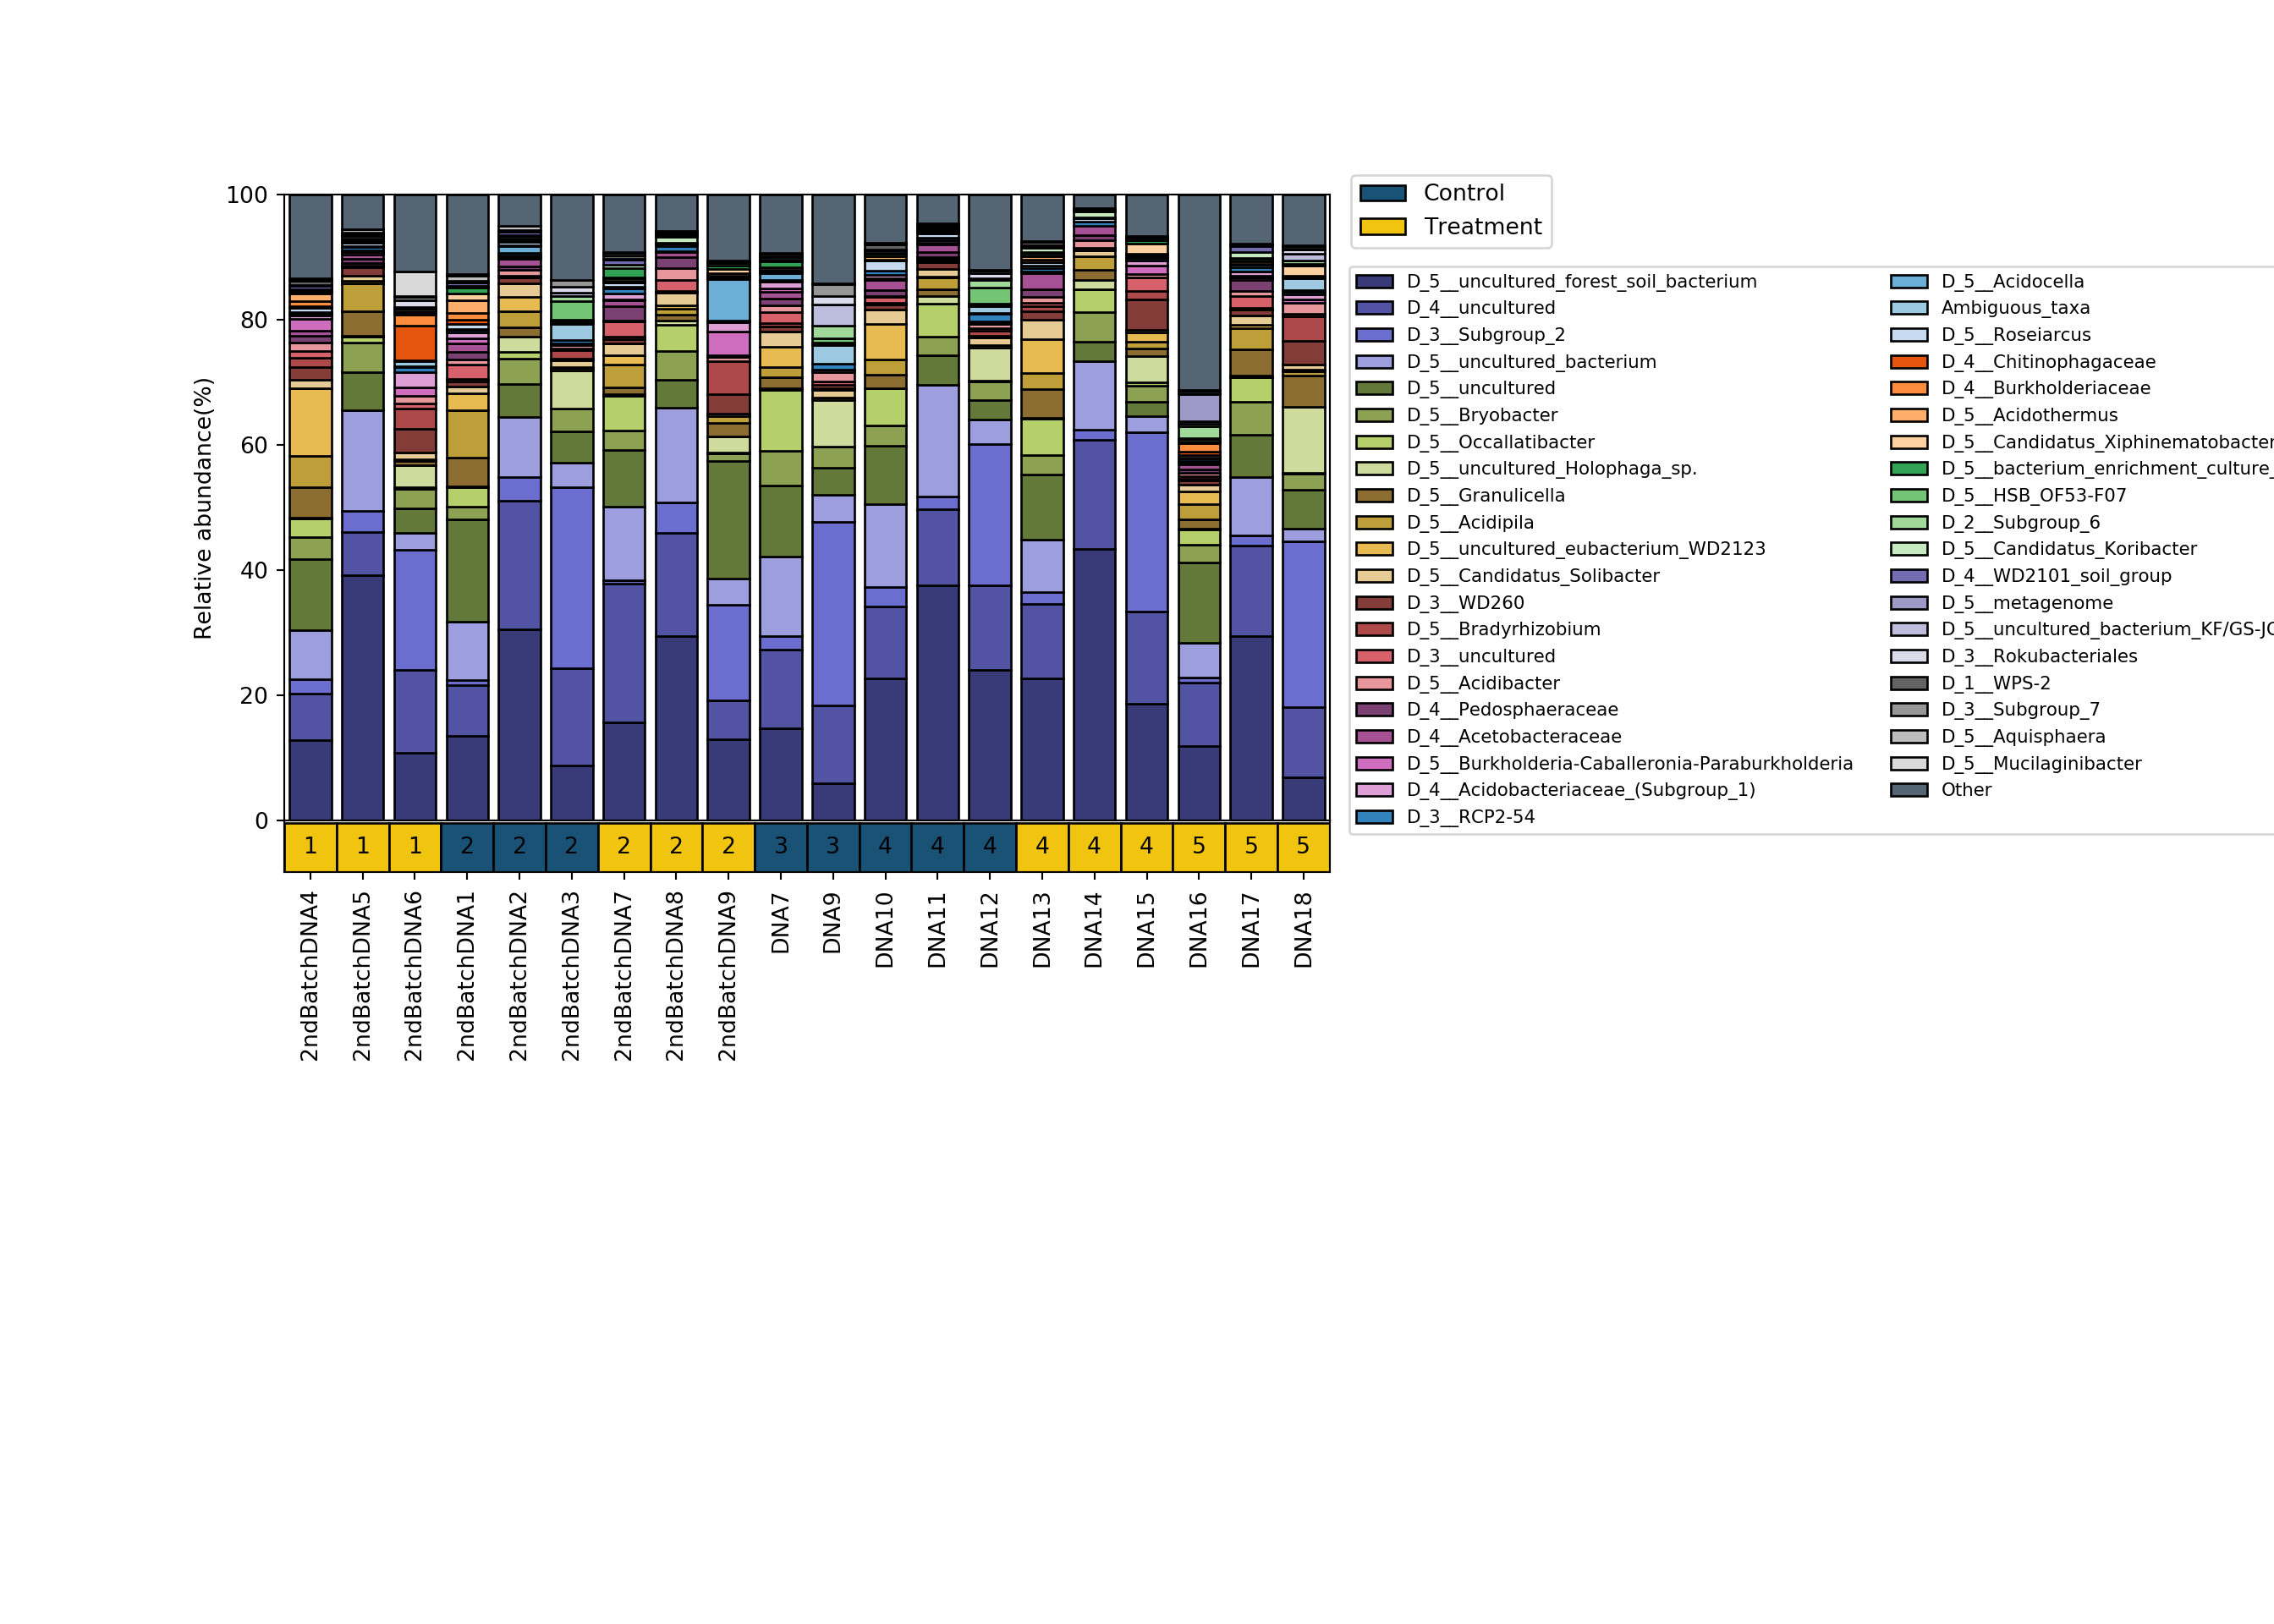 100
80
60
40
20
0
Relative abundance(%)
1 1 1 2 2 2 2 2 2 3 3 4 4 4 4 4 4 5 5 5
2ndBatchDNA4
2ndBatchDNA5
2ndBatchDNA6
2ndBatchDNA1
2ndBatchDNA2
2ndBatchDNA3
2ndBatchDNA7
2ndBatchDNA8
2ndBatchDNA9
DNA7
DNA9
DNA10
DNA11
DNA12
DNA13
DNA14
DNA15
DNA16
DNA17
DNA18
Control
Treatment
D_5__uncultured_forest_soil_bacterium
D_4__uncultured
D_3__Subgroup_2
D_5__uncultured_bacterium
D_5__uncultured
D_5__Bryobacter
D_5__Occallatibacter
D_5__uncultured_Holophaga_sp.
D_5__Granulicella
D_5__Acidipila
D_5__uncultured_eubacterium_WD2123
D_5__Candidatus_Solibacter
D_3__WD260
D_5__Bradyrhizobium
D_3__uncultured
D_5__Acidibacter
D_4__Pedosphaeraceae
D_4__Acetobacteraceae
D_5__Burkholderia-Caballeronia-Paraburkholderia
D_4__Acidobacteriaceae_(Subgroup_1)
D_3__RCP2-54
D_5__Acidocella
Ambiguous_taxa
D_5__Roseiarcus
D_4__Chitinophagaceae
D_4__Burkholderiaceae
D_5__Acidothermus
D_5__Candidatus_Xiphinematobacter
D_5__bacterium_enrichment_culture_
D_5__HSB_OF53-F07
D_2__Subgroup_6
D_5__Candidatus_Koribacter
D_4__WD2101_soil_group
D_5__metagenome
D_5__uncultured_bacterium_KF/GS-JG
D_3__Rokubacteriales
D_1__WPS-2
D_3__Subgroup_7
D_5__Aquisphaera
D_5__Mucilaginibacter
Other